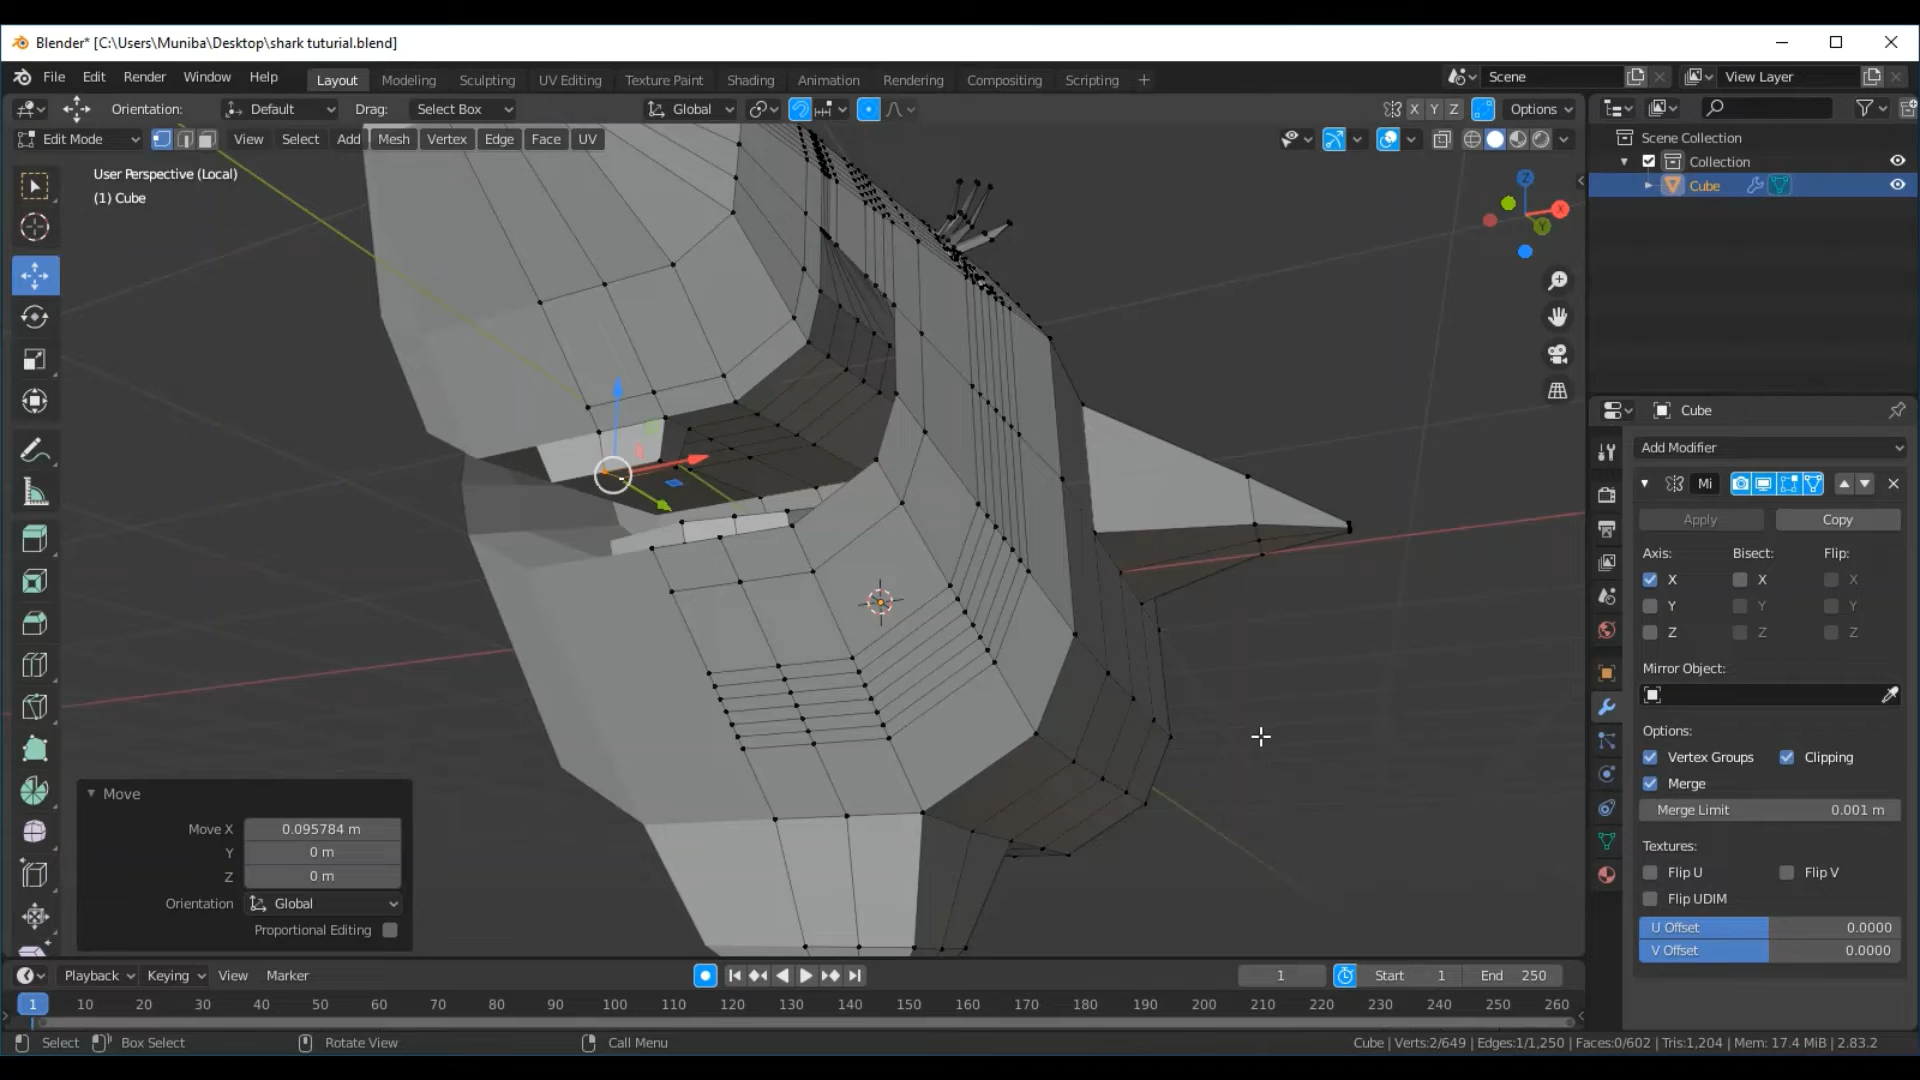 Blender* [C:\Users\Muniba\Desktop\shark tuturial.blend]
File Edit Render Window Help Layout Modeling Sculpting UV Editing Texture Paint Shading Animation Rendering Compositing Scripting + Scene View Layer
Orientation: Default Drag: Select Box Global X Y Z Options
Edit Mode View Select Add Mesh Vertex Edge Face UV
User Perspective (Local)
(1) Cube
Z
X
Y
Scene Collection
Collection
Cube
Cube
Add Modifier
Mi
Apply Copy
Axis: Bisect: Flip:
X X X
Y Y Y
Z Z Z
Mirror Object:
Options:
Vertex Groups Clipping
Merge
Merge Limit 0.001 m
Textures:
Flip U Flip V
Flip UDIM
U Offset 0.0000
V Offset 0.0000
Move
Move X 0.095784 m
Y 0 m
Z 0 m
Orientation Global
Proportional Editing
Playback Keying View Marker 1 Start 1 End 250
1 10 20 30 40 50 60 70 80 90 100 110 120 130 140 150 160 170 180 190 200 210 220 230 240 250 260
Select Box Select Rotate View Call Menu Cube | Verts:2/649 | Edges:1/1,250 | Faces:0/602 | Tris:1,204 | Mem: 17.4 MiB | 2.83.2